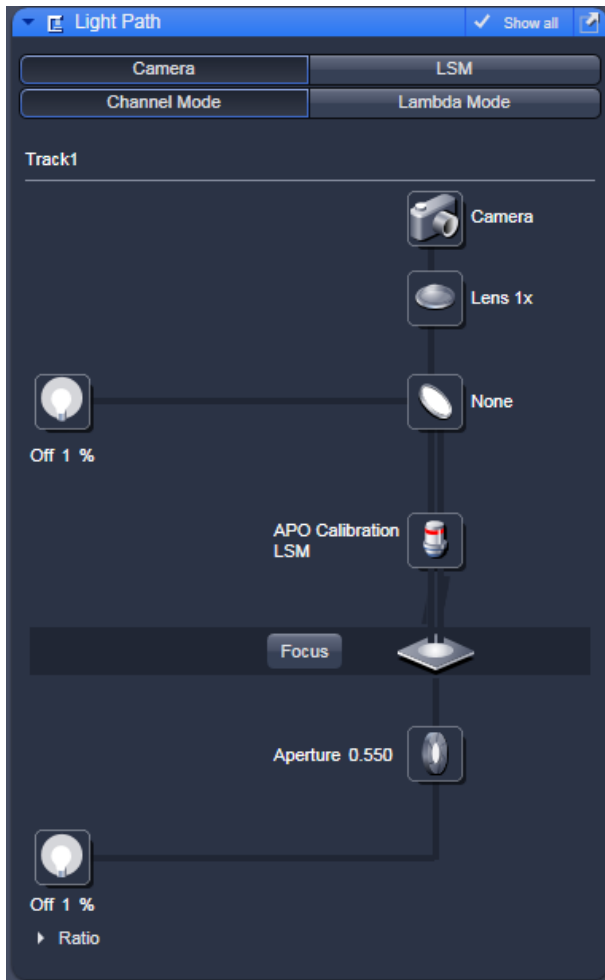 Light Path
Show all
Camera
LSM
Channel Mode
Lambda Mode
Track1
Camera
Lens 1x
None
Off 1 %
APO Calibration
LSM
Focus
Aperture 0.550
Off 1 %
Ratio